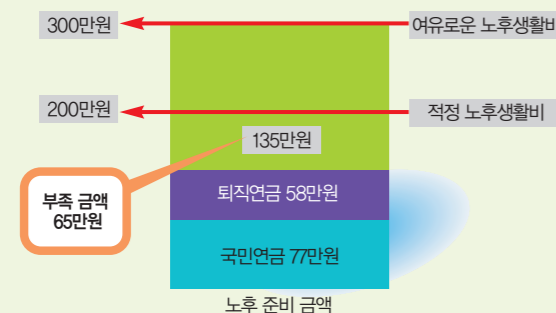 300만원
여유로운 노후생활비
200만원
적정 노후생활비
135만원
부족 금액
65만원
퇴직연금 58만원
국민연금 77만원
노후 준비 금액